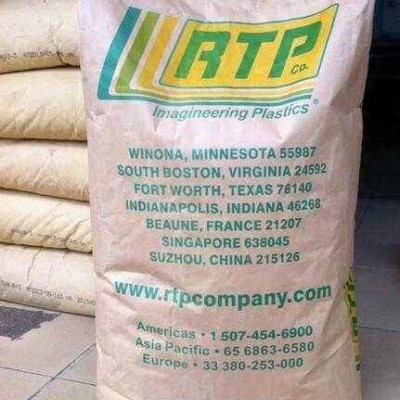 RTP
CO.
Imagineering Plastics®
WINONA, MINNESOTA 55987
SOUTH BOSTON, VIRGINIA 24592
FORT WORTH, TEXAS 76140
INDIANAPOLIS, INDIANA 46268
BEAUNE, FRANCE 21207
SINGAPORE 638045
SUZHOU, CHINA 215126
www.rtpcompany.com
Americas • 1 507-454-6900
Asia Pacific • 65 6863-6580
Europe • 33 380-253-000